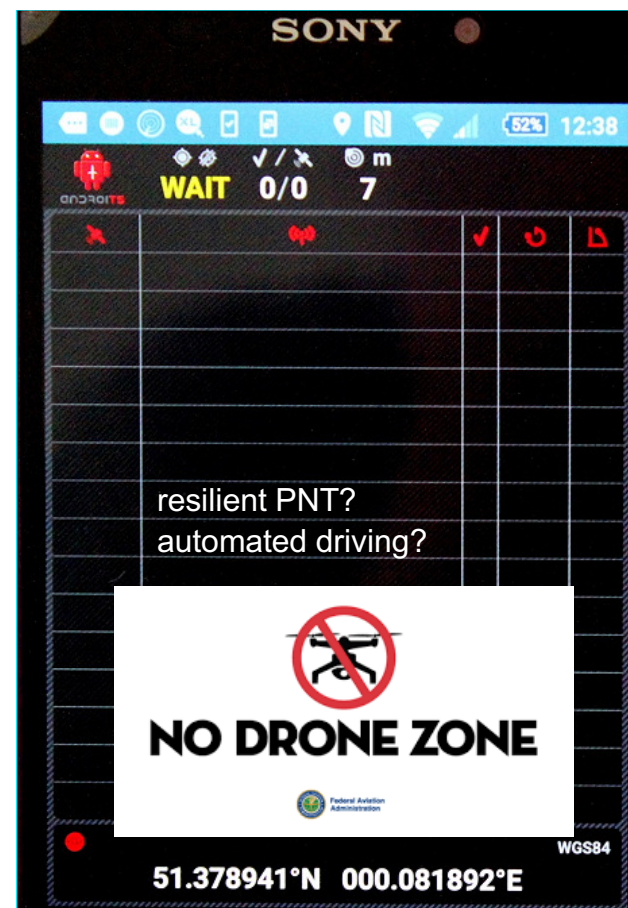 SONY
XL 52% 12:38
m
WAIT 0/0 7
ANDROITS
resilient PNT?
automated driving?
NO DRONE ZONE
Federal Aviation
Administration
WGS84
51.378941°N 000.081892°E